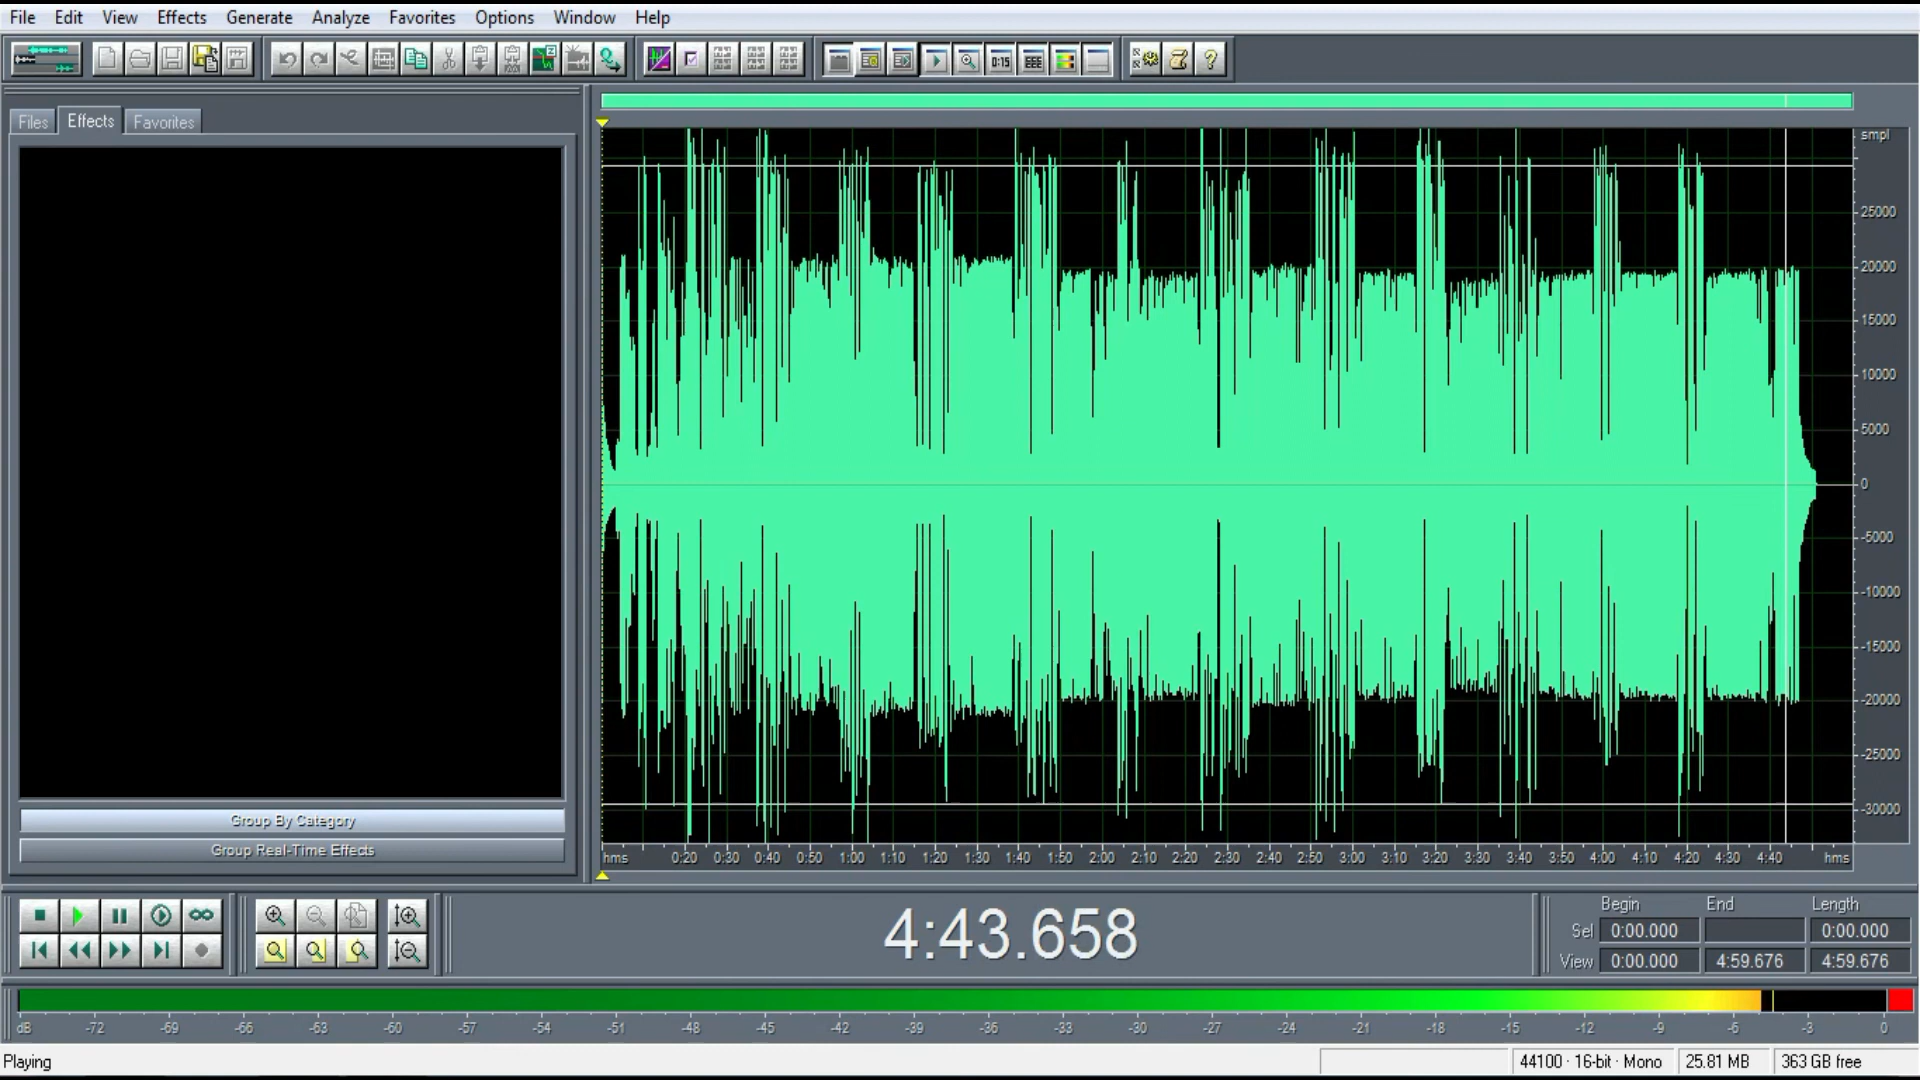 File Edit View Effects Generate Analyze Favorites Options Window Help
0:15
Files Effects Favorites
smpl
25000
20000
15000
10000
5000
0
-5000
-10000
-15000
-20000
-25000
-30000
Group By Category
Group Real-Time Effects
hms 0:20 0:30 0:40 0:50 1:00 1:10 1:20 1:30 1:40 1:50 2:00 2:10 2:20 2:30 2:40 2:50 3:00 3:10 3:20 3:30 3:40 3:50 4:00 4:10 4:20 4:30 4:40 hms
4:43.658
Begin End Length
Sel 0:00.000 0:00.000
View 0:00.000 4:59.676 4:59.676
dB -72 -69 -66 -63 -60 -57 -54 -51 -48 -45 -42 -39 -36 -33 -30 -27 -24 -21 -18 -15 -12 -9 -6 -3 0
Playing 44100 · 16-bit · Mono 25.81 MB 363 GB free